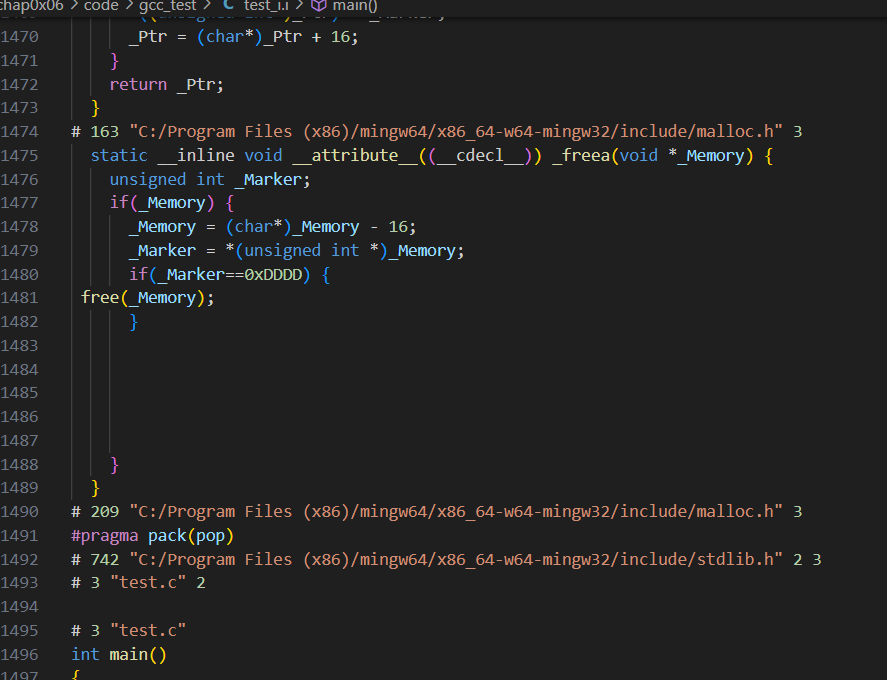 chap0x06 > code > gcc_test > C test_i.i > main()
1470 _Ptr = (char*)_Ptr + 16;
1471 }
1472 return _Ptr;
1473 }
1474 # 163 "C:/Program Files (x86)/mingw64/x86_64-w64-mingw32/include/malloc.h" 3
1475 static __inline void __attribute__((__cdecl__)) _freea(void *_Memory) {
1476 unsigned int _Marker;
1477 if(_Memory) {
1478 _Memory = (char*)_Memory - 16;
1479 _Marker = *(unsigned int *)_Memory;
1480 if(_Marker==0xDDDD) {
1481 free(_Memory);
1482 }
1483
1484
1485
1486
1487
1488 }
1489 }
1490 # 209 "C:/Program Files (x86)/mingw64/x86_64-w64-mingw32/include/malloc.h" 3
1491 #pragma pack(pop)
1492 # 742 "C:/Program Files (x86)/mingw64/x86_64-w64-mingw32/include/stdlib.h" 2 3
1493 # 3 "test.c" 2
1494
1495 # 3 "test.c"
1496 int main()
1497 {